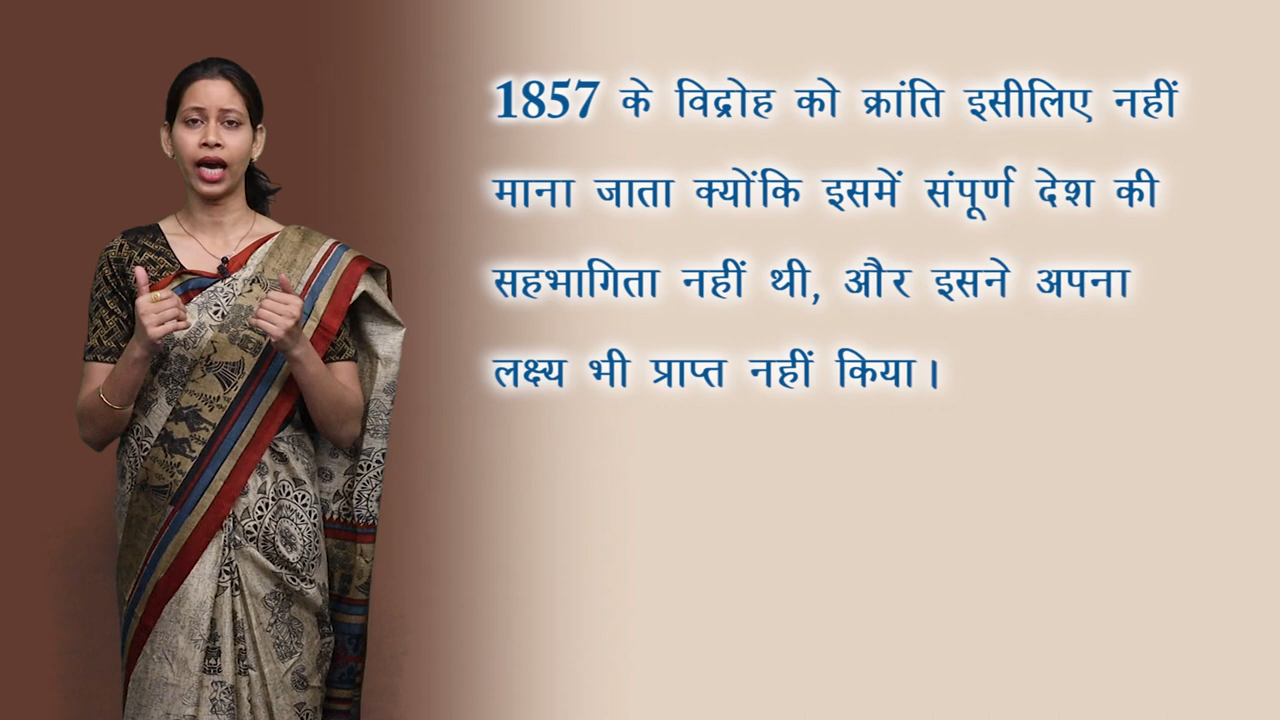 1857 के विद्रोह को क्रांति इसीलिए नहीं
माना जाता क्योंकि इसमें संपूर्ण देश की
सहभागिता नहीं थी, और इसने अपना
लक्ष्य भी प्राप्त नहीं किया।